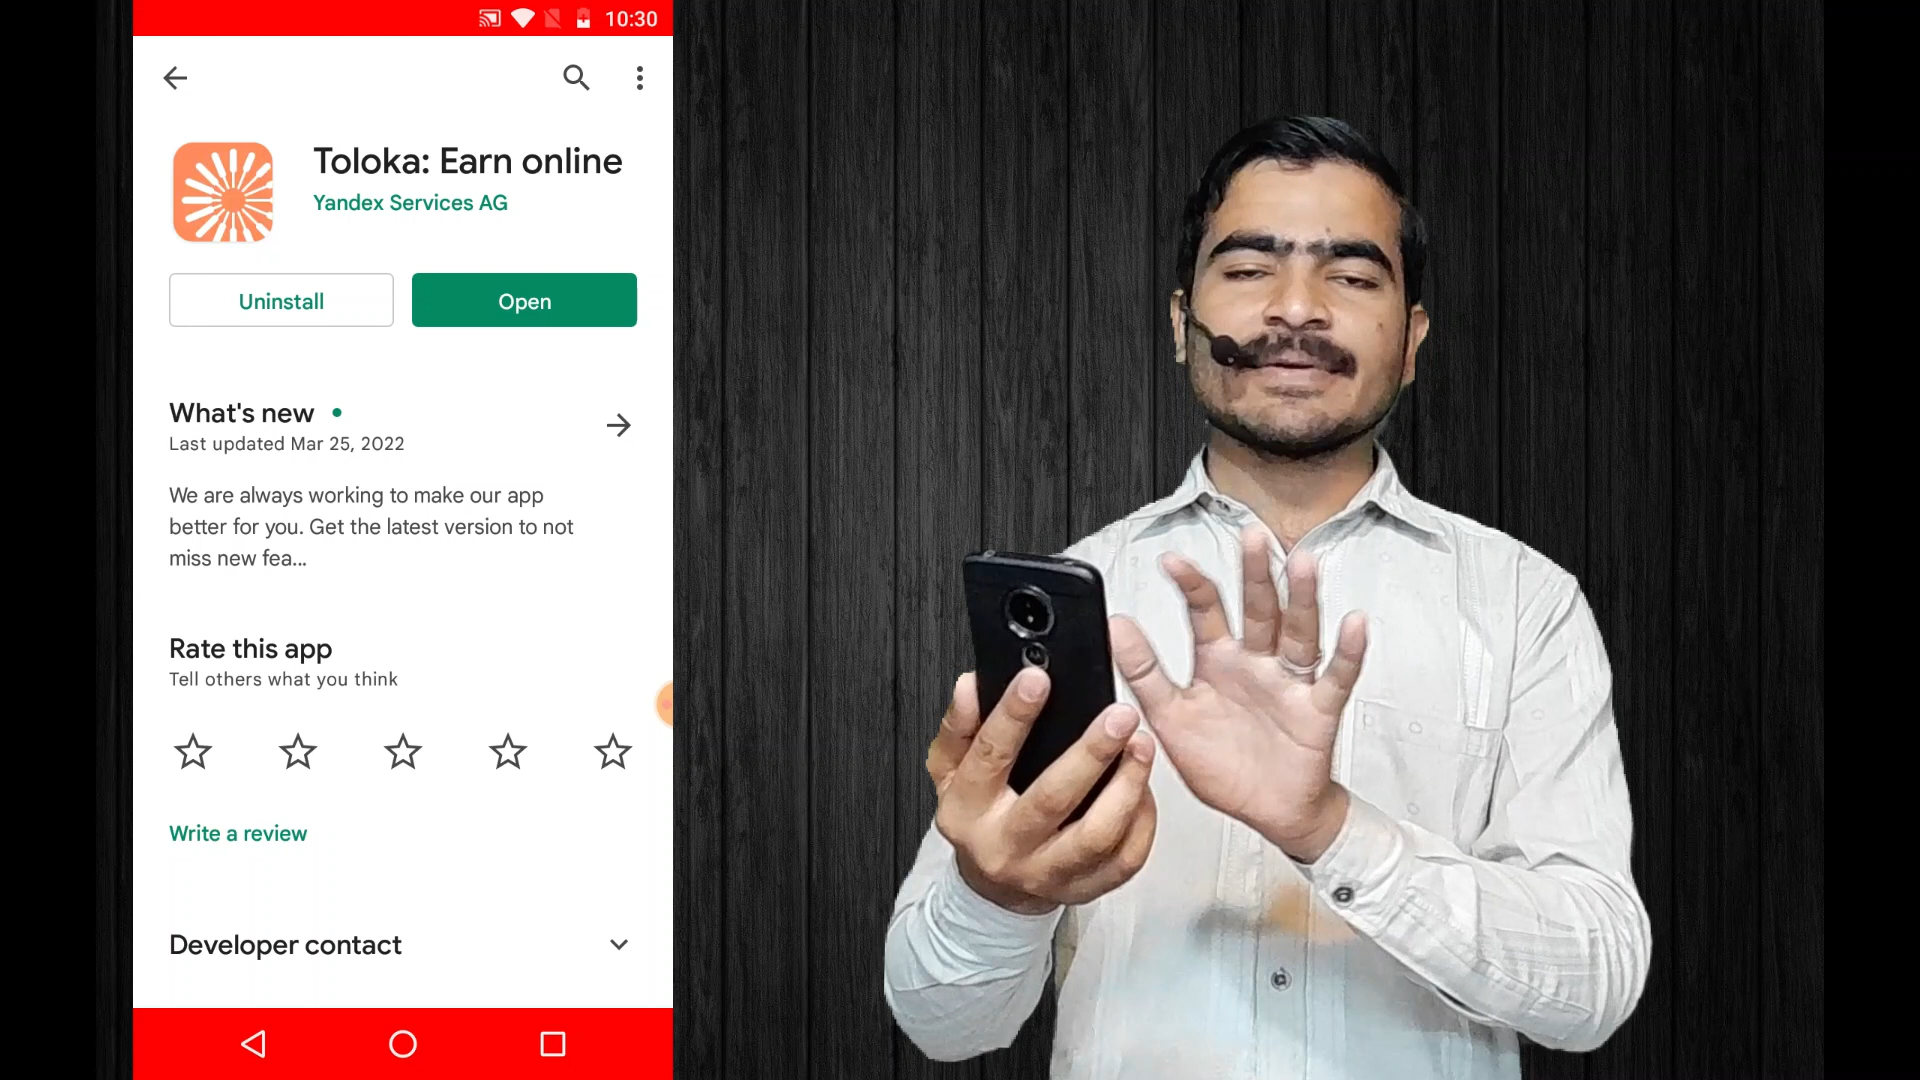 10:30
Toloka: Earn online
Yandex Services AG
Uninstall
Open
What's new
Last updated Mar 25, 2022
We are always working to make our app
better for you. Get the latest version to not
miss new fea...
Rate this app
Tell others what you think
Write a review
Developer contact